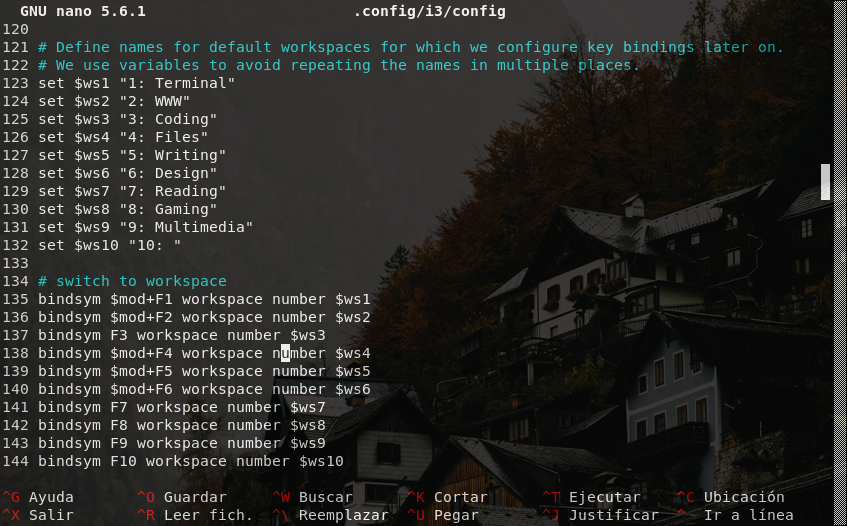 GNU nano 5.6.1 .config/i3/config
120
121 # Define names for default workspaces for which we configure key bindings later on.
122 # We use variables to avoid repeating the names in multiple places.
123 set $ws1 "1: Terminal"
124 set $ws2 "2: WWW"
125 set $ws3 "3: Coding"
126 set $ws4 "4: Files"
127 set $ws5 "5: Writing"
128 set $ws6 "6: Design"
129 set $ws7 "7: Reading"
130 set $ws8 "8: Gaming"
131 set $ws9 "9: Multimedia"
132 set $ws10 "10: "
133
134 # switch to workspace
135 bindsym $mod+F1 workspace number $ws1
136 bindsym $mod+F2 workspace number $ws2
137 bindsym F3 workspace number $ws3
138 bindsym $mod+F4 workspace number $ws4
139 bindsym $mod+F5 workspace number $ws5
140 bindsym $mod+F6 workspace number $ws6
141 bindsym F7 workspace number $ws7
142 bindsym F8 workspace number $ws8
143 bindsym F9 workspace number $ws9
144 bindsym F10 workspace number $ws10
^G Ayuda ^O Guardar ^W Buscar ^K Cortar ^T Ejecutar ^C Ubicación
^X Salir ^R Leer fich. ^\ Reemplazar ^U Pegar ^J Justificar ^_ Ir a línea